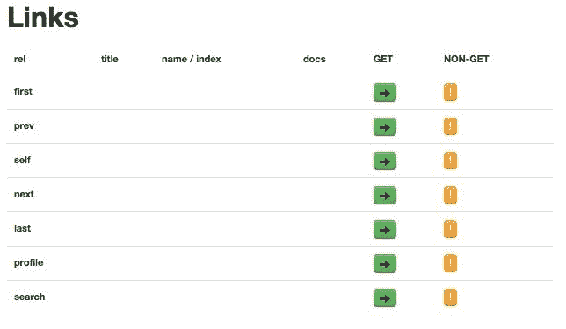 Links
rel title name / index docs GET NON-GET
first !
prev !
self !
next !
last !
profile !
search !